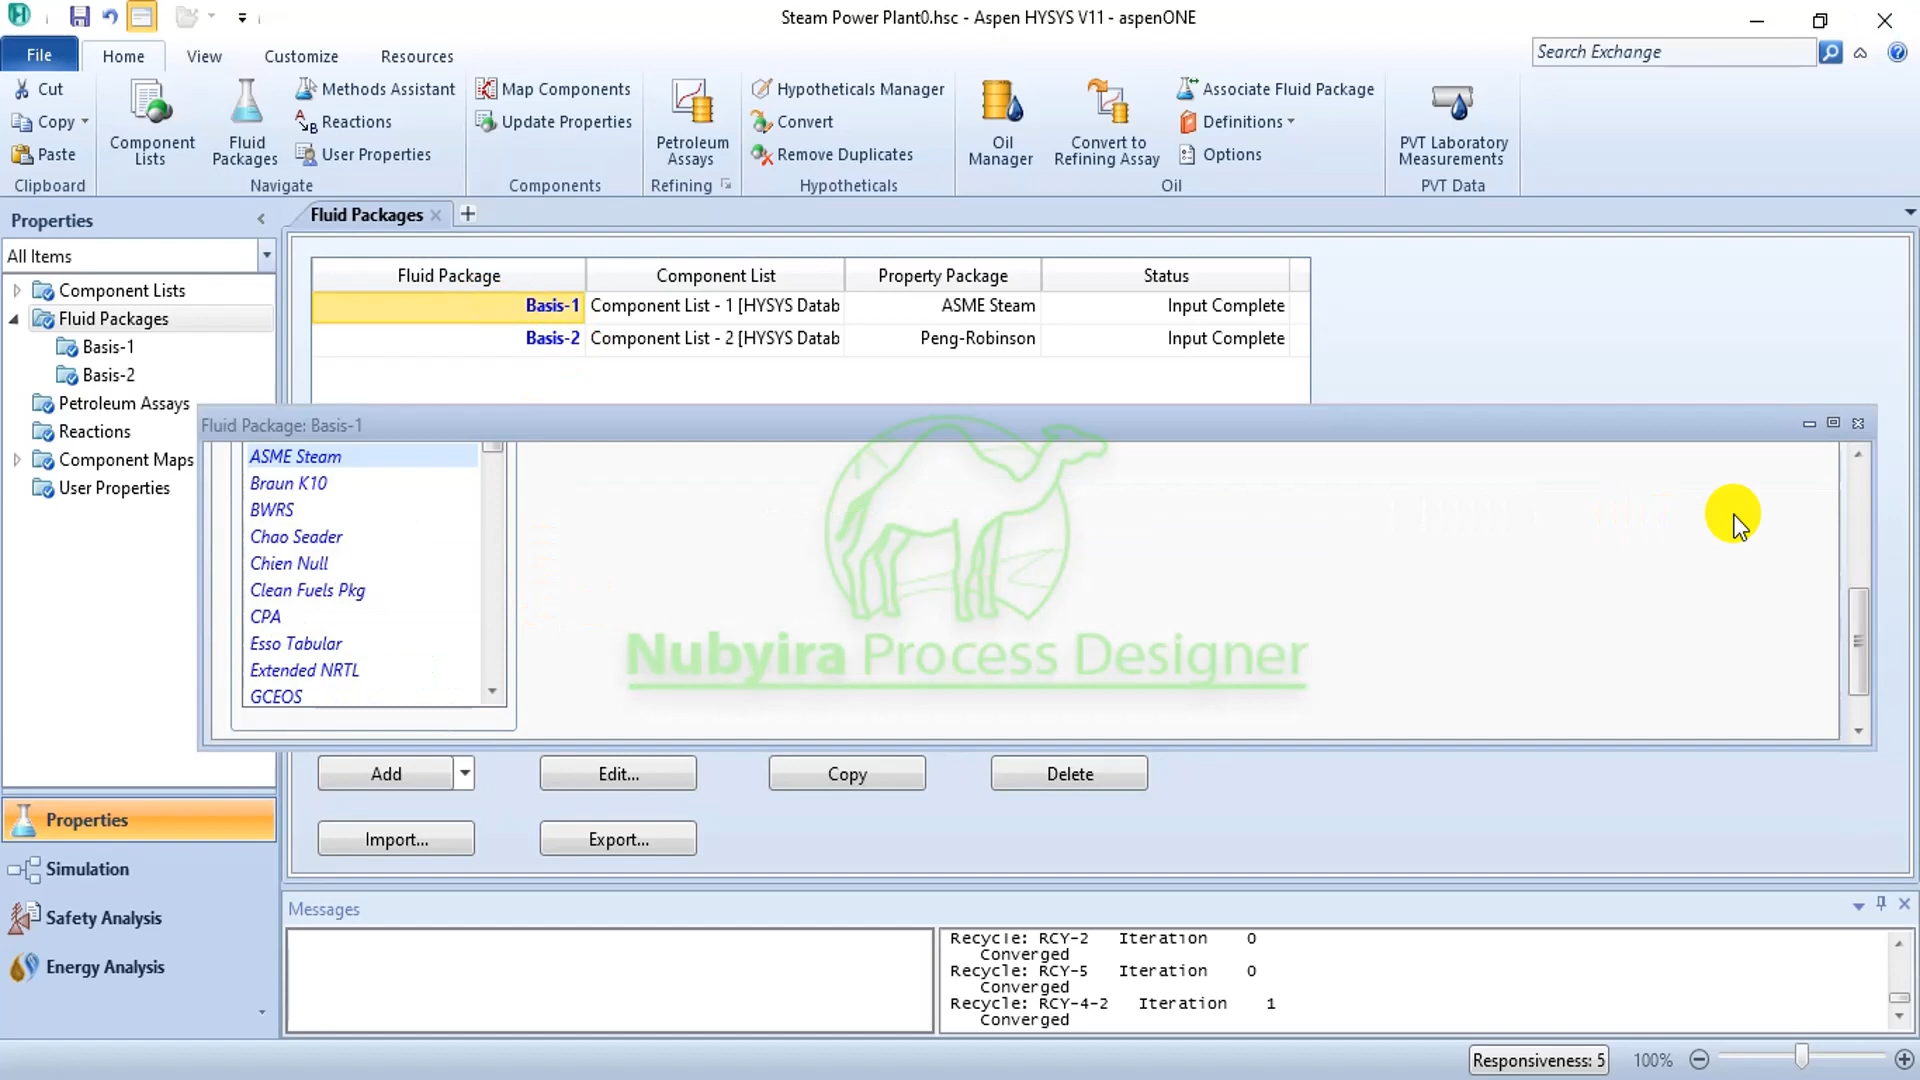 Steam Power Plant0.hsc - Aspen HYSYS V11 - aspenONE
File
Home
View
Customize
Resources
Search Exchange
Cut
Copy
Paste
Clipboard
Component
Lists
Fluid
Packages
Methods Assistant
Reactions
User Properties
Navigate
Map Components
Update Properties
Components
Petroleum
Assays
Refining
Hypotheticals Manager
Convert
Remove Duplicates
Hypotheticals
Oil
Manager
Convert to
Refining Assay
Associate Fluid Package
Definitions
Options
Oil
PVT Laboratory
Measurements
PVT Data
Properties
All Items
Component Lists
Fluid Packages
Basis-1
Basis-2
Petroleum Assays
Reactions
Component Maps
User Properties
Properties
Simulation
Safety Analysis
Energy Analysis
Fluid Packages
Fluid Package Component List Property Package Status
Basis-1 Component List - 1 [HYSYS Datab ASME Steam Input Complete
Basis-2 Component List - 2 [HYSYS Datab Peng-Robinson Input Complete
Fluid Package: Basis-1
ASME Steam
Braun K10
BWRS
Chao Seader
Chien Null
Clean Fuels Pkg
CPA
Esso Tabular
Extended NRTL
GCEOS
Nubyira Process Designer
Add
Edit...
Copy
Delete
Import...
Export...
Messages
Recycle: RCY-2 Iteration 0
Converged
Recycle: RCY-5 Iteration 0
Converged
Recycle: RCY-4-2 Iteration 1
Converged
Responsiveness: 5
100%